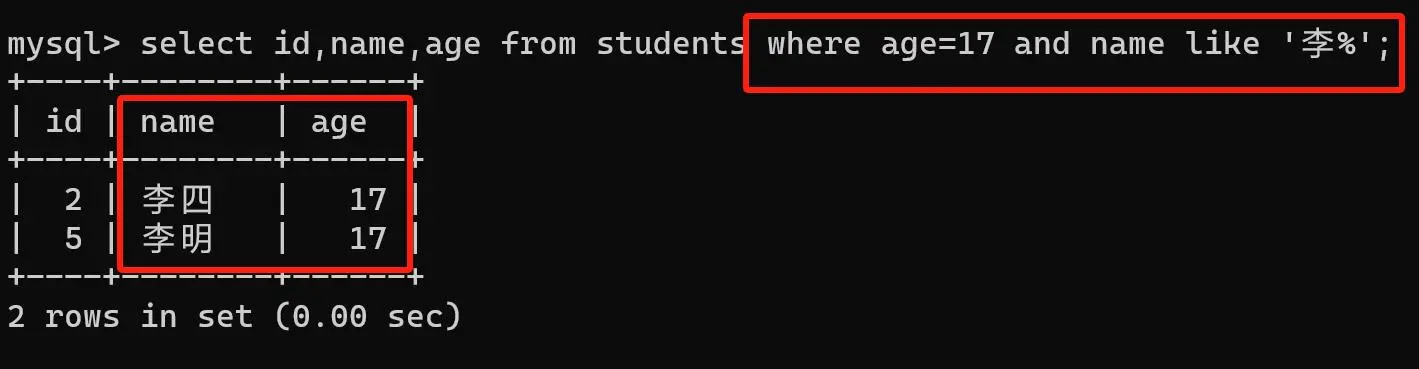 mysql> select id,name,age from students where age=17 and name like '李%';
+----+--------+------+
| id | name   | age  |
+----+--------+------+
|  2 | 李四   |   17 |
|  5 | 李明   |   17 |
+----+--------+------+
2 rows in set (0.00 sec)